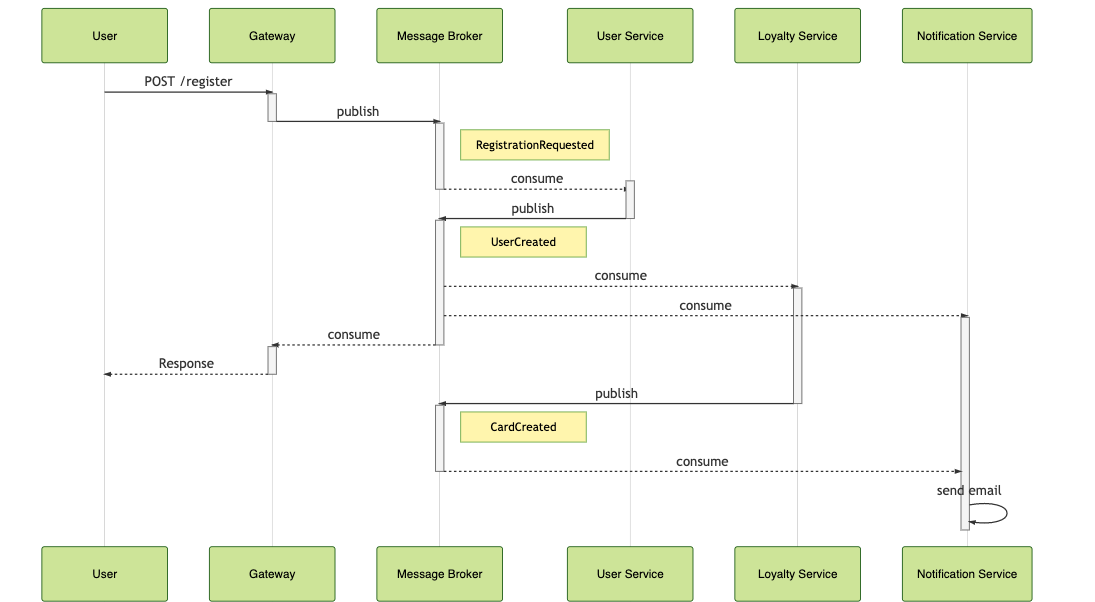 User
Gateway
Message Broker
User Service
Loyalty Service
Notification Service
POST /register
publish
RegistrationRequested
consume
publish
UserCreated
consume
consume
consume
Response
publish
CardCreated
consume
send email
User
Gateway
Message Broker
User Service
Loyalty Service
Notification Service